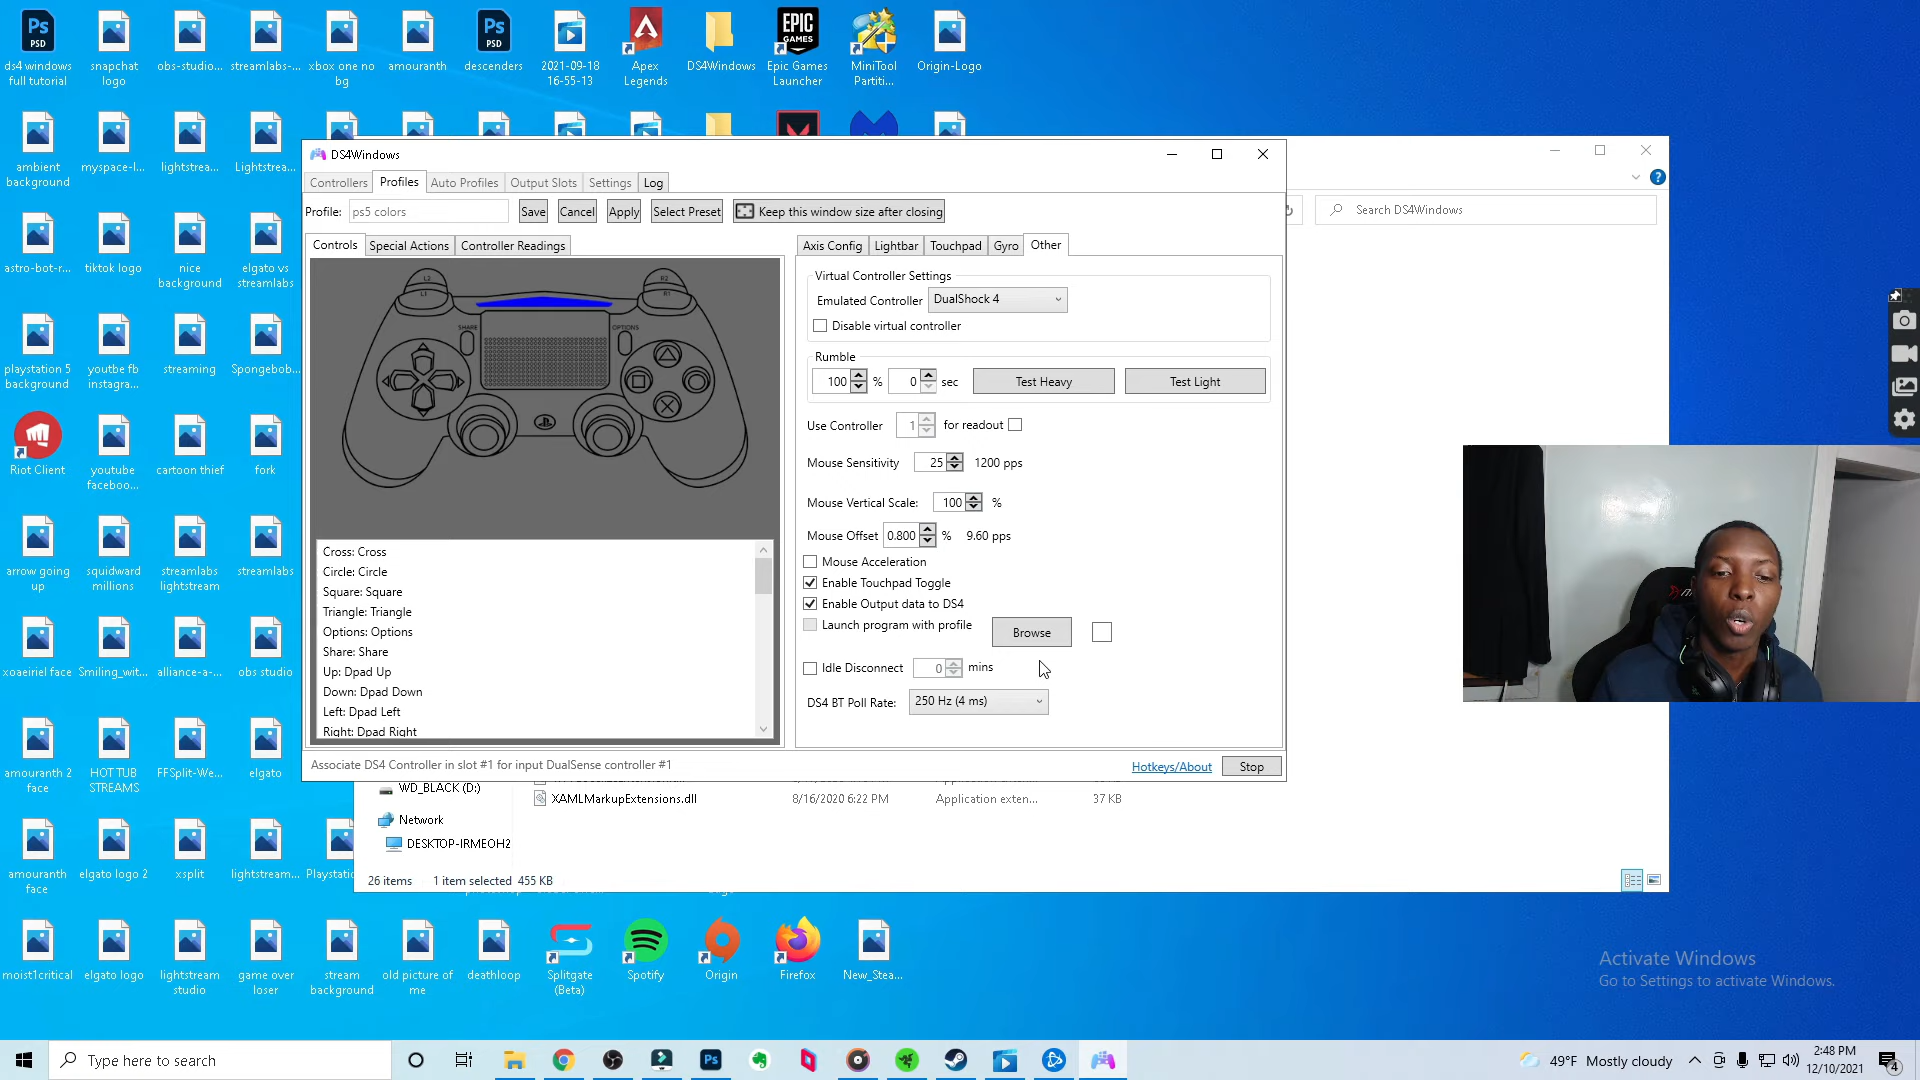 ds4 windows
full tutorial
snapchat
logo
obs-studio...
streamlabs-...
xbox one no
bg
amouranth
descenders
2021-09-18
16-55-13
Apex
Legends
DS4Windows
Epic Games
Launcher
MiniTool
Partiti...
Origin-Logo
ambient
background
myspace-l...
lightstrea...
Lightstrea...
astro-bot-r...
tiktok logo
nice
background
elgato vs
streamlabs
playstation 5
background
youtbe fb
instagra...
streaming
Spongebob...
Riot Client
youtube
faceboo...
cartoon thief
fork
arrow going
up
squidward
millions
streamlabs
lightstream
streamlabs
xoaeiriel face
Smiling_wit...
alliance-a-...
obs studio
amouranth 2
face
HOT TUB
STREAMS
FFSplit-We...
elgato
amouranth
face
elgato logo 2
xsplit
lightstream...
Playstatio
moist1critical
elgato logo
lightstream
studio
game over
loser
stream
background
old picture of
me
deathloop
Splitgate
(Beta)
Spotify
Origin
Firefox
New_Stea...
DS4Windows
Controllers
Profiles
Auto Profiles
Output Slots
Settings
Log
Profile:
ps5 colors
Save
Cancel
Apply
Select Preset
Keep this window size after closing
Controls
Special Actions
Controller Readings
L2
L1
R2
R1
SHARE
OPTIONS
Cross: Cross
Circle: Circle
Square: Square
Triangle: Triangle
Options: Options
Share: Share
Up: Dpad Up
Down: Dpad Down
Left: Dpad Left
Right: Dpad Right
Axis Config
Lightbar
Touchpad
Gyro
Other
Virtual Controller Settings
Emulated Controller
DualShock 4
Disable virtual controller
Rumble
100 % 0 sec
Test Heavy
Test Light
Use Controller 1 for readout
Mouse Sensitivity 25 1200 pps
Mouse Vertical Scale: 100 %
Mouse Offset 0.800 % 9.60 pps
Mouse Acceleration
Enable Touchpad Toggle
Enable Output data to DS4
Launch program with profile
Browse
Idle Disconnect 0 mins
DS4 BT Poll Rate: 250 Hz (4 ms)
Associate DS4 Controller in slot #1 for input DualSense controller #1
Hotkeys/About
Stop
Search DS4Windows
WD_BLACK (D:)
Network
DESKTOP-IRMEOH2
XAMLMarkupExtensions.dll
8/16/2020 6:22 PM
Application exten...
37 KB
26 items
1 item selected 455 KB
Activate Windows
Go to Settings to activate Windows.
Type here to search
49°F Mostly cloudy
2:48 PM
12/10/2021
4